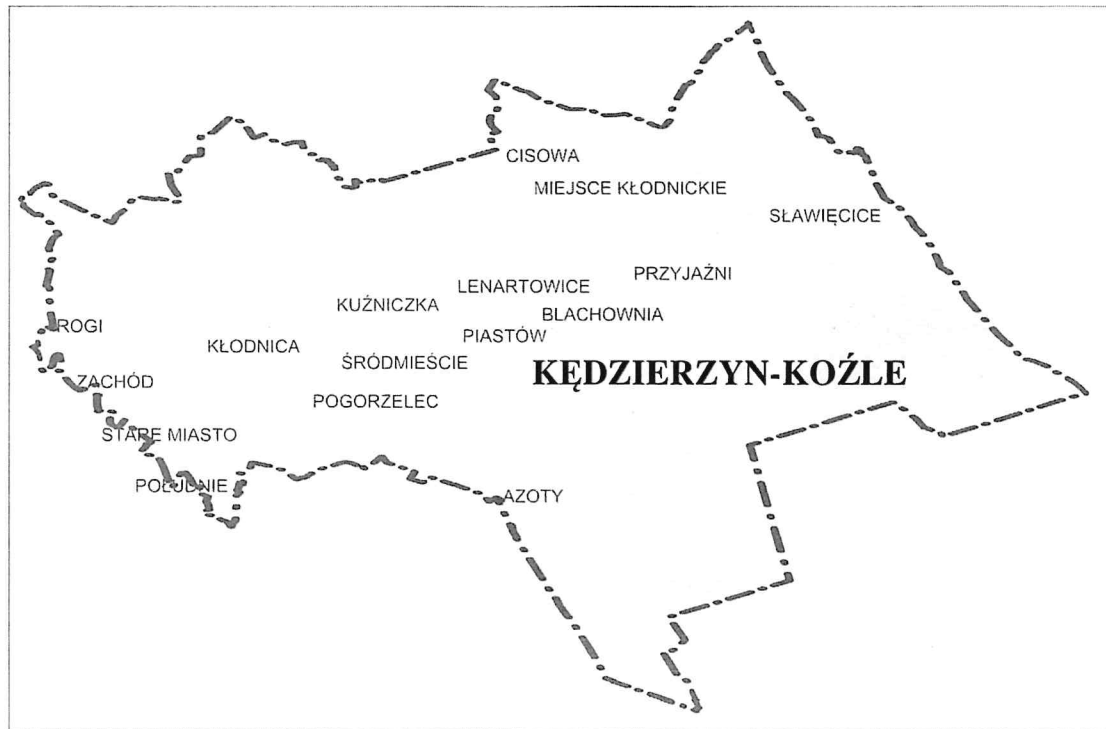 CISOWA
MIEJSCE KŁODNICKIE
SŁAWIĘCICE
PRZYJAŹNI
LENARTOWICE
KUŹNICZKA
BLACHOWNIA
ROGI
PIASTÓW
KŁODNICA
ŚRÓDMIEŚCIE
KĘDZIERZYN-KOŹLE
ZACHÓD
POGORZELEC
STARE MIASTO
POŁUDNIE
AZOTY